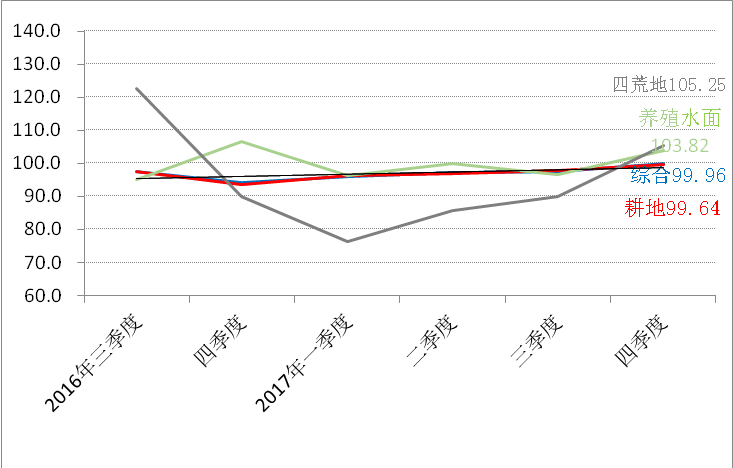 140.0
130.0
120.0
110.0
100.0
90.0
80.0
70.0
60.0
四荒地105.25
养殖水面
103.82
综合99.96
耕地99.64
2016年三季度
四季度
2017年一季度
二季度
三季度
四季度